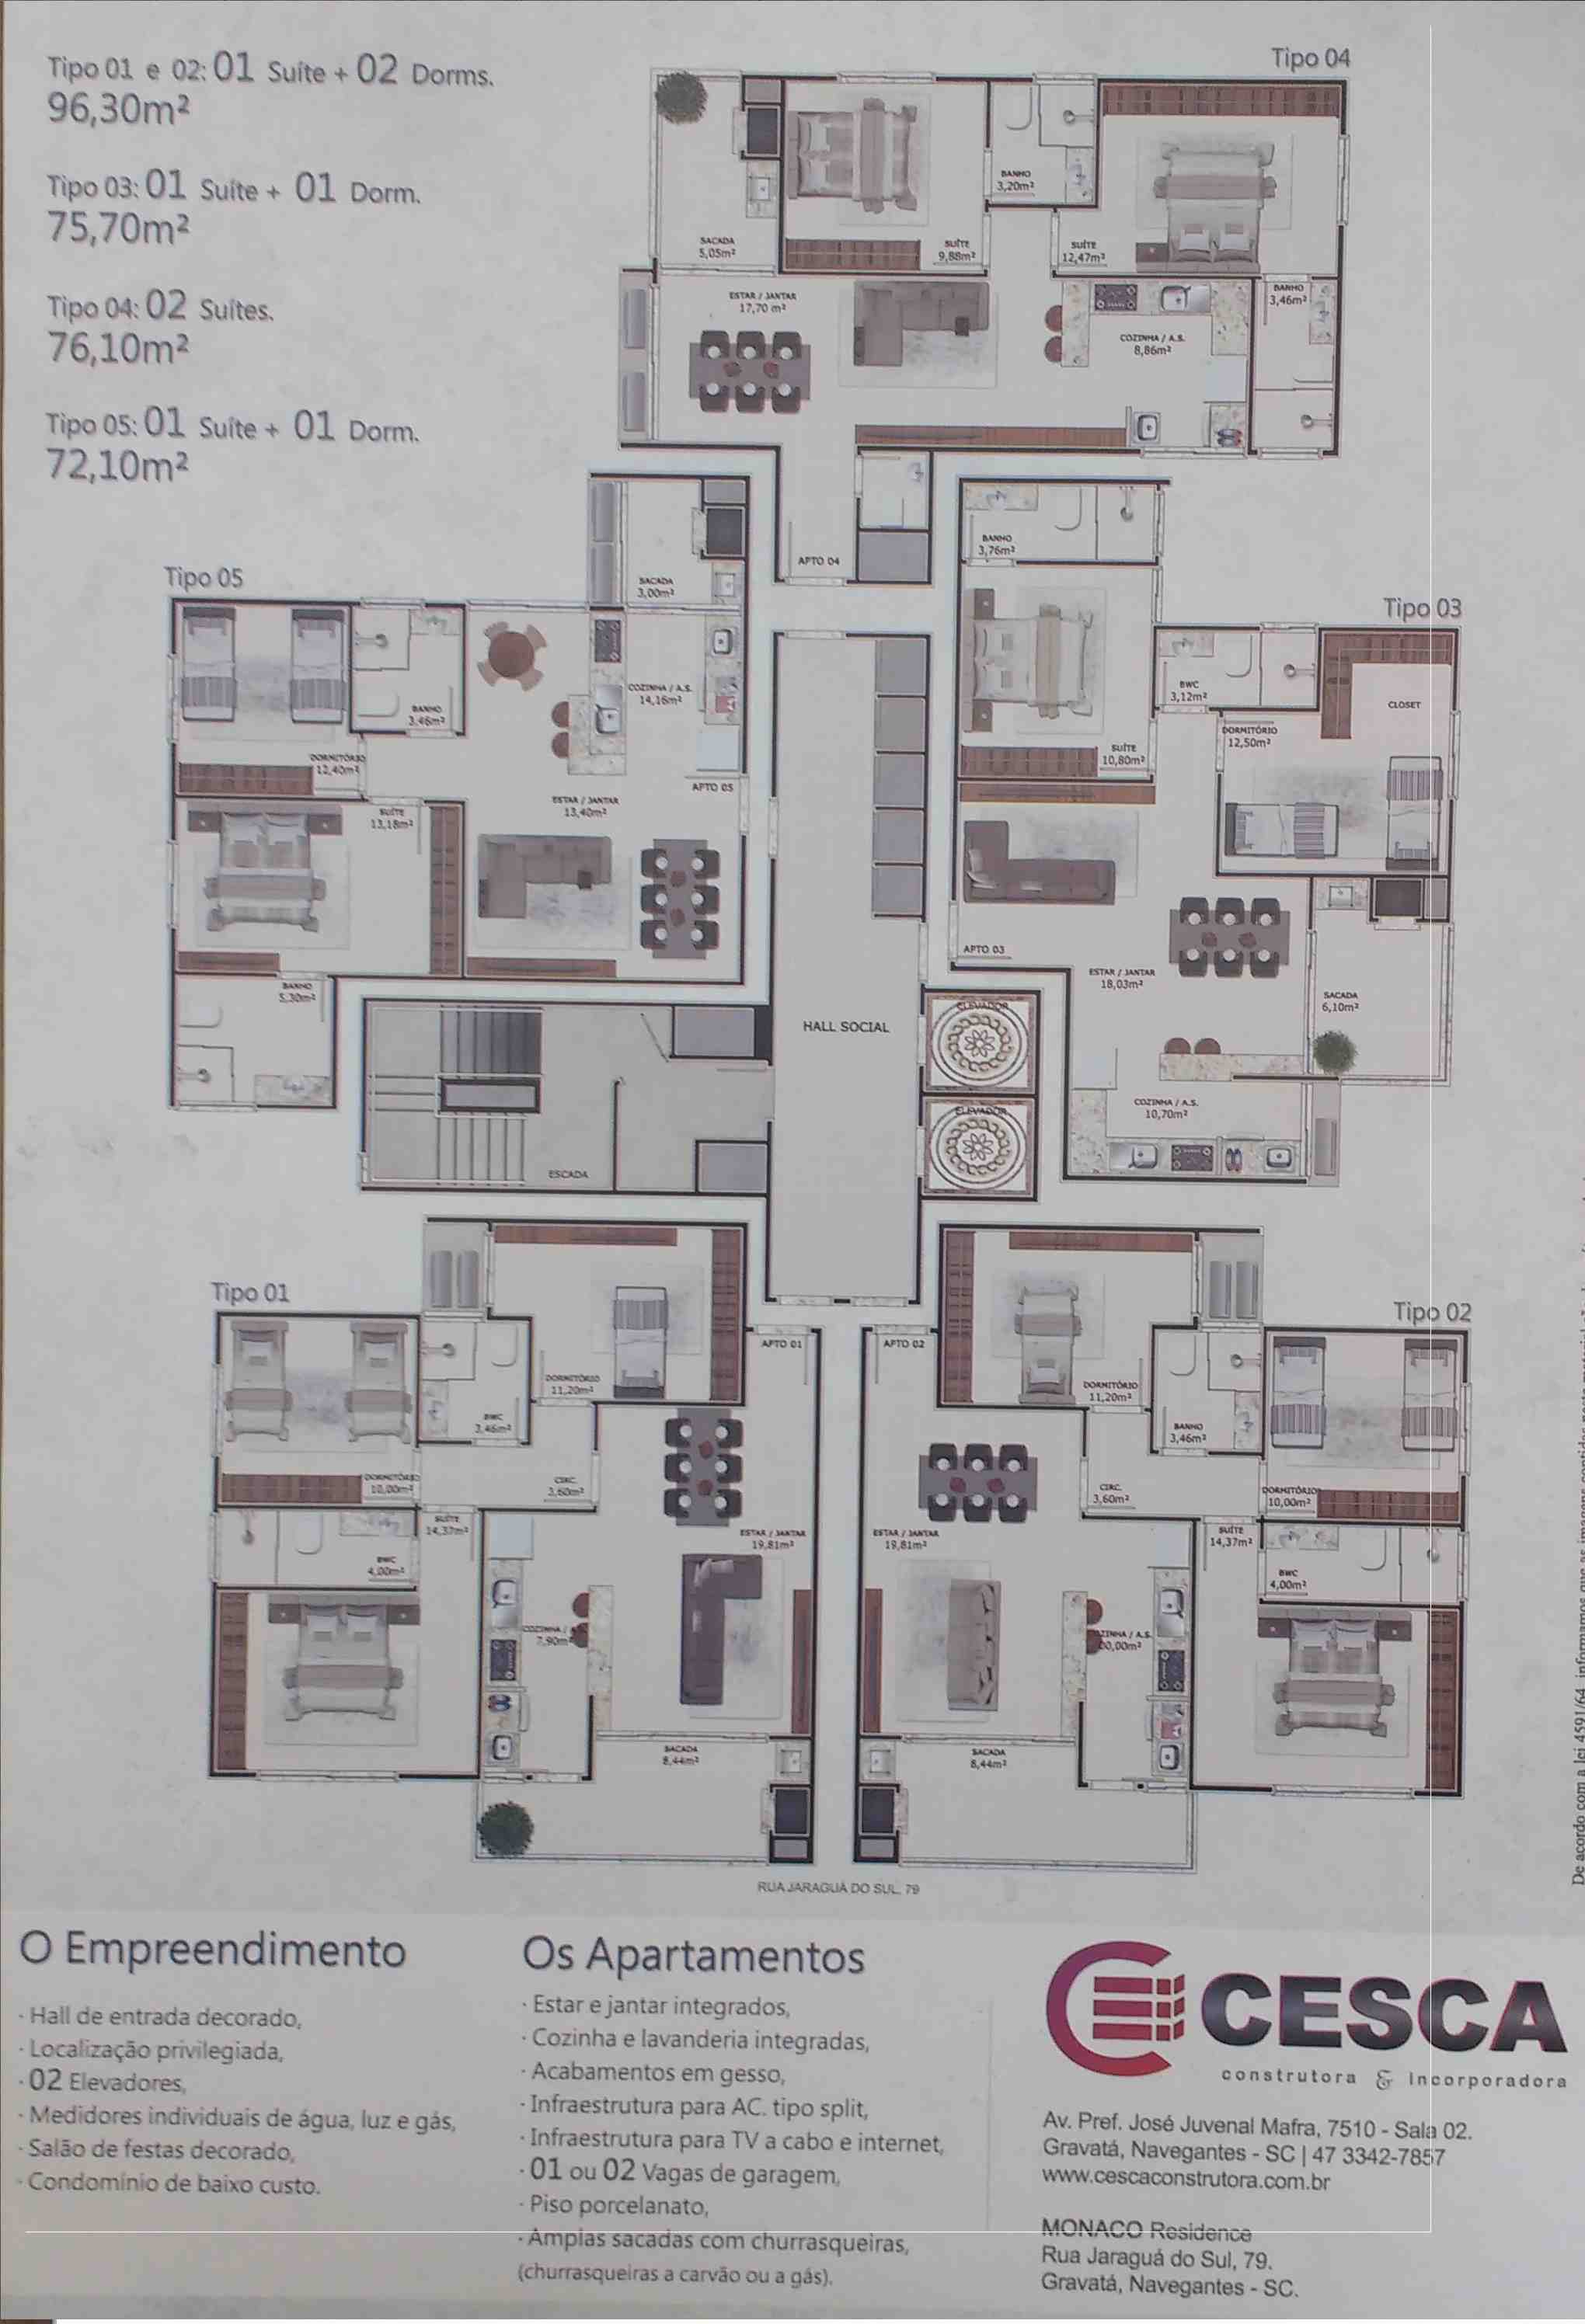 Tipo 01 e 02: 01 Suíte + 02 Dorms.
96,30m²
Tipo 03: 01 Suíte + 01 Dorm.
75,70m²
Tipo 04: 02 Suítes.
76,10m²
Tipo 05: 01 Suíte + 01 Dorm.
72,10m²
Tipo 04
BANHO
3,20m²
SACADA
5,05m²
SUÍTE
9,88m²
SUÍTE
12,47m²
ESTAR / JANTAR
17,70 m²
BANHO
3,46m²
COZINHA / A.S.
8,86m²
APTO 04
Tipo 05
SACADA
3,00m²
COZINHA / A.S.
14,16m²
BANHO
3,46m²
DORMITÓRIO
12,40m²
APTO 05
ESTAR / JANTAR
13,40m²
SUÍTE
13,18m²
BANHO
5,30m²
Tipo 03
BANHO
3,76m²
BWC
3,12m²
CLOSET
DORMITÓRIO
12,50m²
SUÍTE
10,80m²
APTO 03
ESTAR / JANTAR
18,03m²
SACADA
6,10m²
COZINHA / A.S.
10,70m²
HALL SOCIAL
ELEVADOR
ELEVADOR
ESCADA
Tipo 01
APTO 01
DORMITÓRIO
11,20m²
BWC
3,46m²
DORMITÓRIO
10,00m²
CIRC.
3,60m²
SUÍTE
14,37m²
ESTAR / JANTAR
19,81m²
BWC
4,00m²
COZINHA /
7,90m²
SACADA
8,44m²
Tipo 02
APTO 02
DORMITÓRIO
11,20m²
BANHO
3,46m²
CIRC.
3,60m²
DORMITÓRIO
10,00m²
ESTAR / JANTAR
19,81m²
SUÍTE
14,37m²
BWC
4,00m²
ZINHA / A.S.
00,00m²
SACADA
8,44m²
RUA JARAGUÁ DO SUL, 79
De acordo com a lei 4591/64, informamos que as imagens contidas
O Empreendimento
· Hall de entrada decorado,
· Localização privilegiada,
· 02 Elevadores,
· Medidores individuais de água, luz e gás,
· Salão de festas decorado,
· Condomínio de baixo custo.
Os Apartamentos
· Estar e jantar integrados,
· Cozinha e lavanderia integradas,
· Acabamentos em gesso,
· Infraestrutura para AC. tipo split,
· Infraestrutura para TV a cabo e internet,
· 01 ou 02 Vagas de garagem,
· Piso porcelanato,
· Amplas sacadas com churrasqueiras,
(churrasqueiras a carvão ou a gás).
CESCA
construtora & Incorporadora
Av. Pref. José Juvenal Mafra, 7510 - Sala 02.
Gravatá, Navegantes - SC | 47 3342-7857
www.cescaconstrutora.com.br
MONACO Residence
Rua Jaraguá do Sul, 79.
Gravatá, Navegantes - SC.